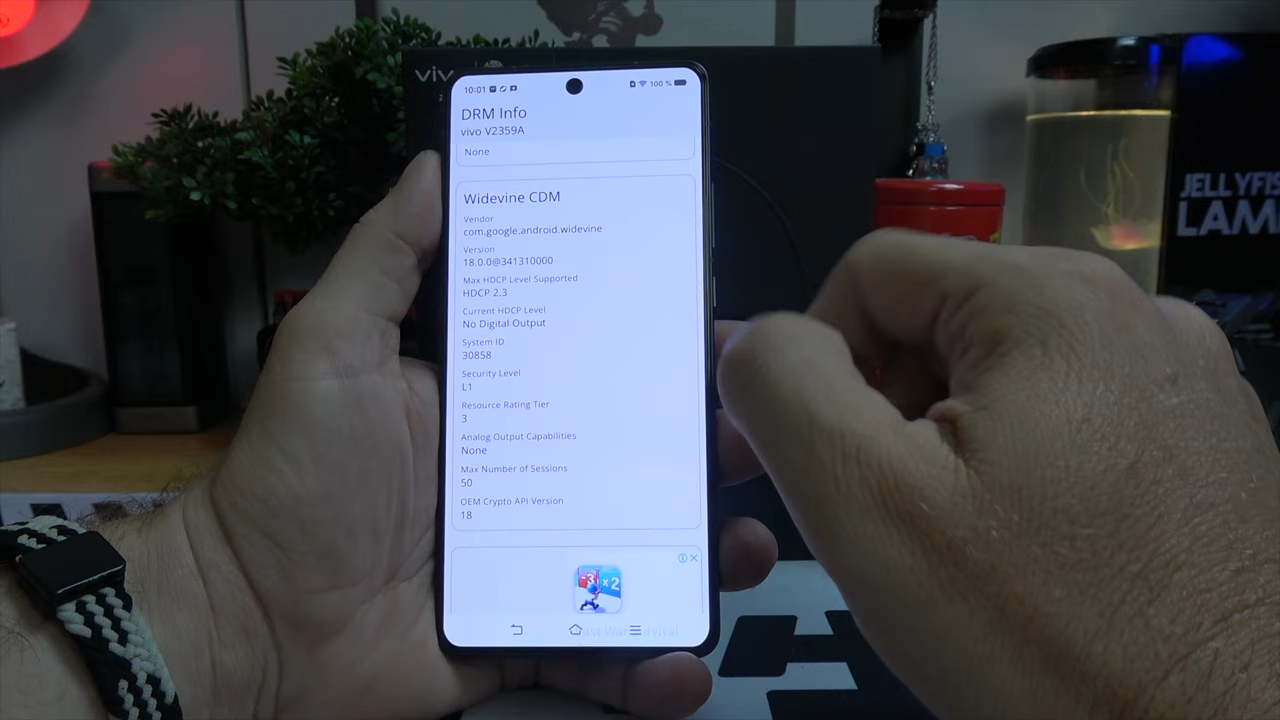 viv
10:01
100 %
DRM Info
vivo V2359A
None
Widevine CDM
Vendor
com.google.android.widevine
Version
18.0.0@341310000
Max HDCP Level Supported
HDCP 2.3
Current HDCP Level
No Digital Output
System ID
30858
Security Level
L1
Resource Rating Tier
3
Analog Output Capabilities
None
Max Number of Sessions
50
OEM Crypto API Version
18
-3 x 2
JELLYFIS
LAM